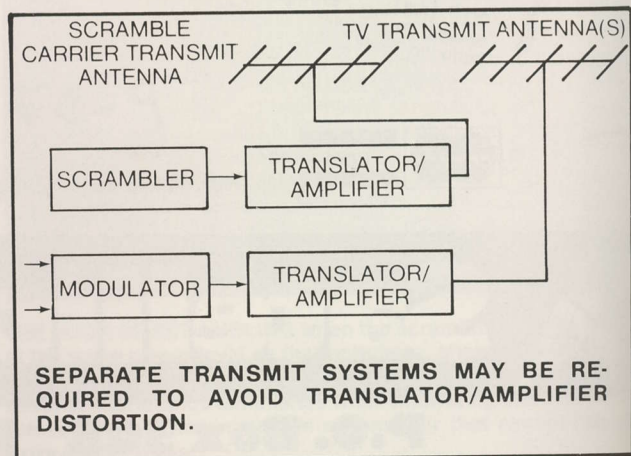 SCRAMBLE
CARRIER TRANSMIT
ANTENNA
TV TRANSMIT ANTENNA(S)
SCRAMBLER
TRANSLATOR/
AMPLIFIER
MODULATOR
TRANSLATOR/
AMPLIFIER
SEPARATE TRANSMIT SYSTEMS MAY BE RE-
QUIRED TO AVOID TRANSLATOR/AMPLIFIER
DISTORTION.